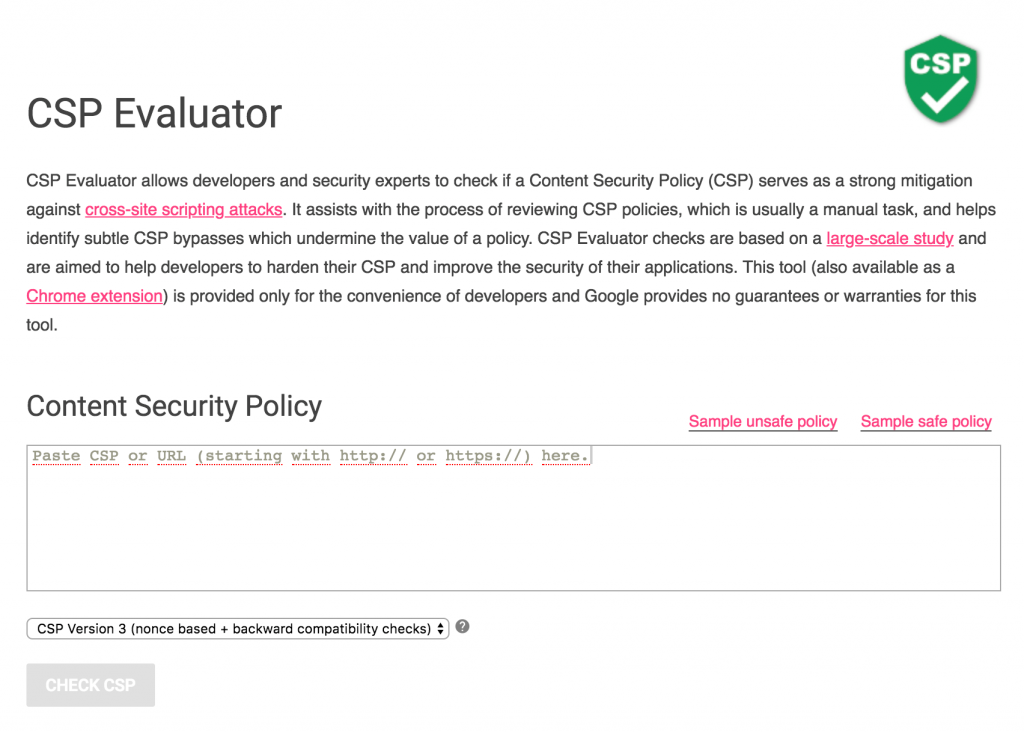 CSP
CSP Evaluator
CSP Evaluator allows developers and security experts to check if a Content Security Policy (CSP) serves as a strong mitigation
against cross-site scripting attacks. It assists with the process of reviewing CSP policies, which is usually a manual task, and helps
identify subtle CSP bypasses which undermine the value of a policy. CSP Evaluator checks are based on a large-scale study and
are aimed to help developers to harden their CSP and improve the security of their applications. This tool (also available as a
Chrome extension) is provided only for the convenience of developers and Google provides no guarantees or warranties for this
tool.
Content Security Policy
Sample unsafe policy Sample safe policy
Paste CSP or URL (starting with http:// or https://) here.
CSP Version 3 (nonce based + backward compatibility checks) ?
CHECK CSP